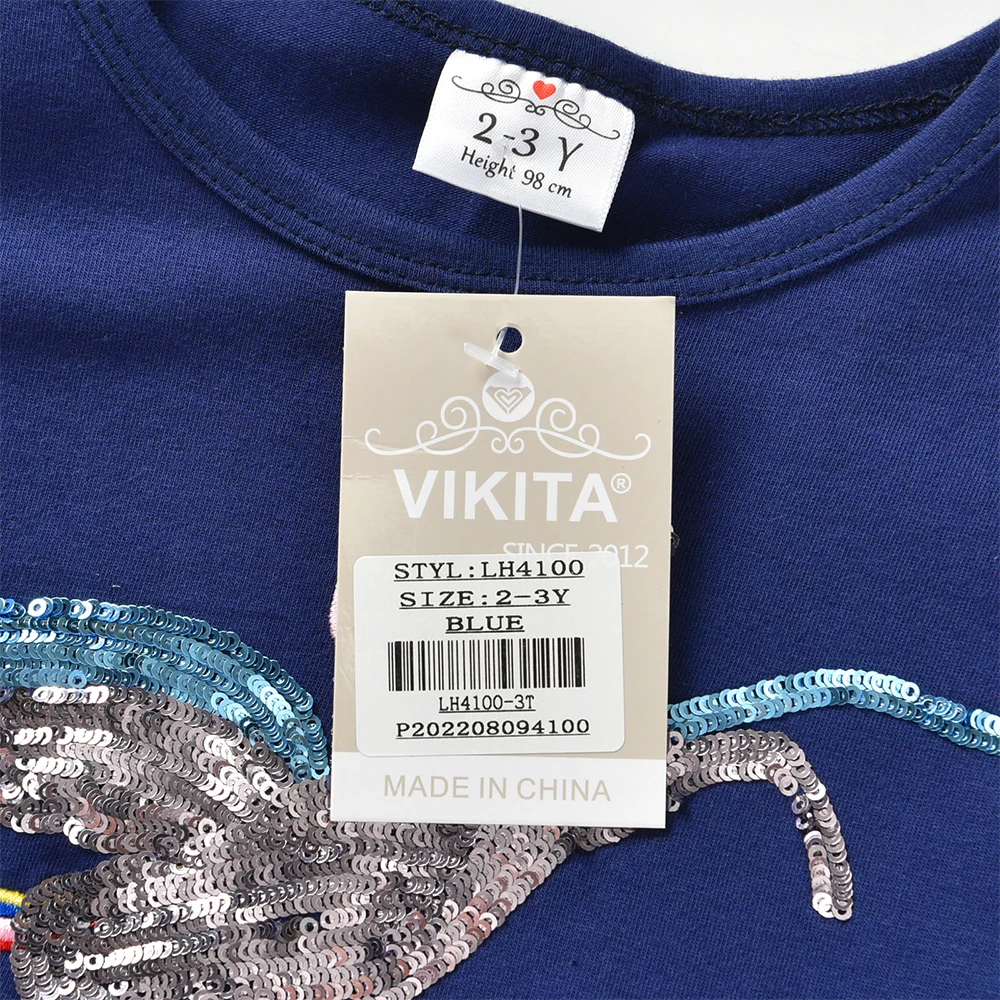 2-3 Y
Height 98 cm
VIKITA®
SINCE 2012
STYL:LH4100
SIZE:2-3Y
BLUE
LH4100-3T
P202208094100
MADE IN CHINA